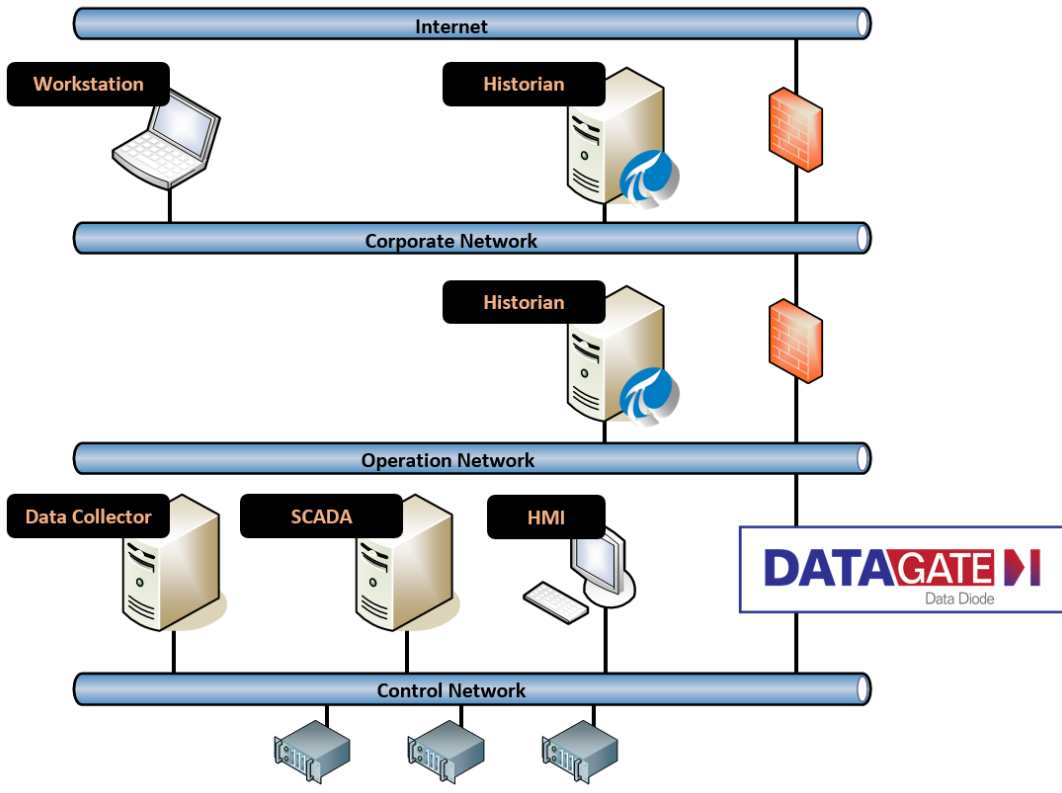 Internet
Workstation
Historian
Corporate Network
Historian
Operation Network
Data Collector
SCADA
HMI
DATAGATE
Data Diode
Control Network